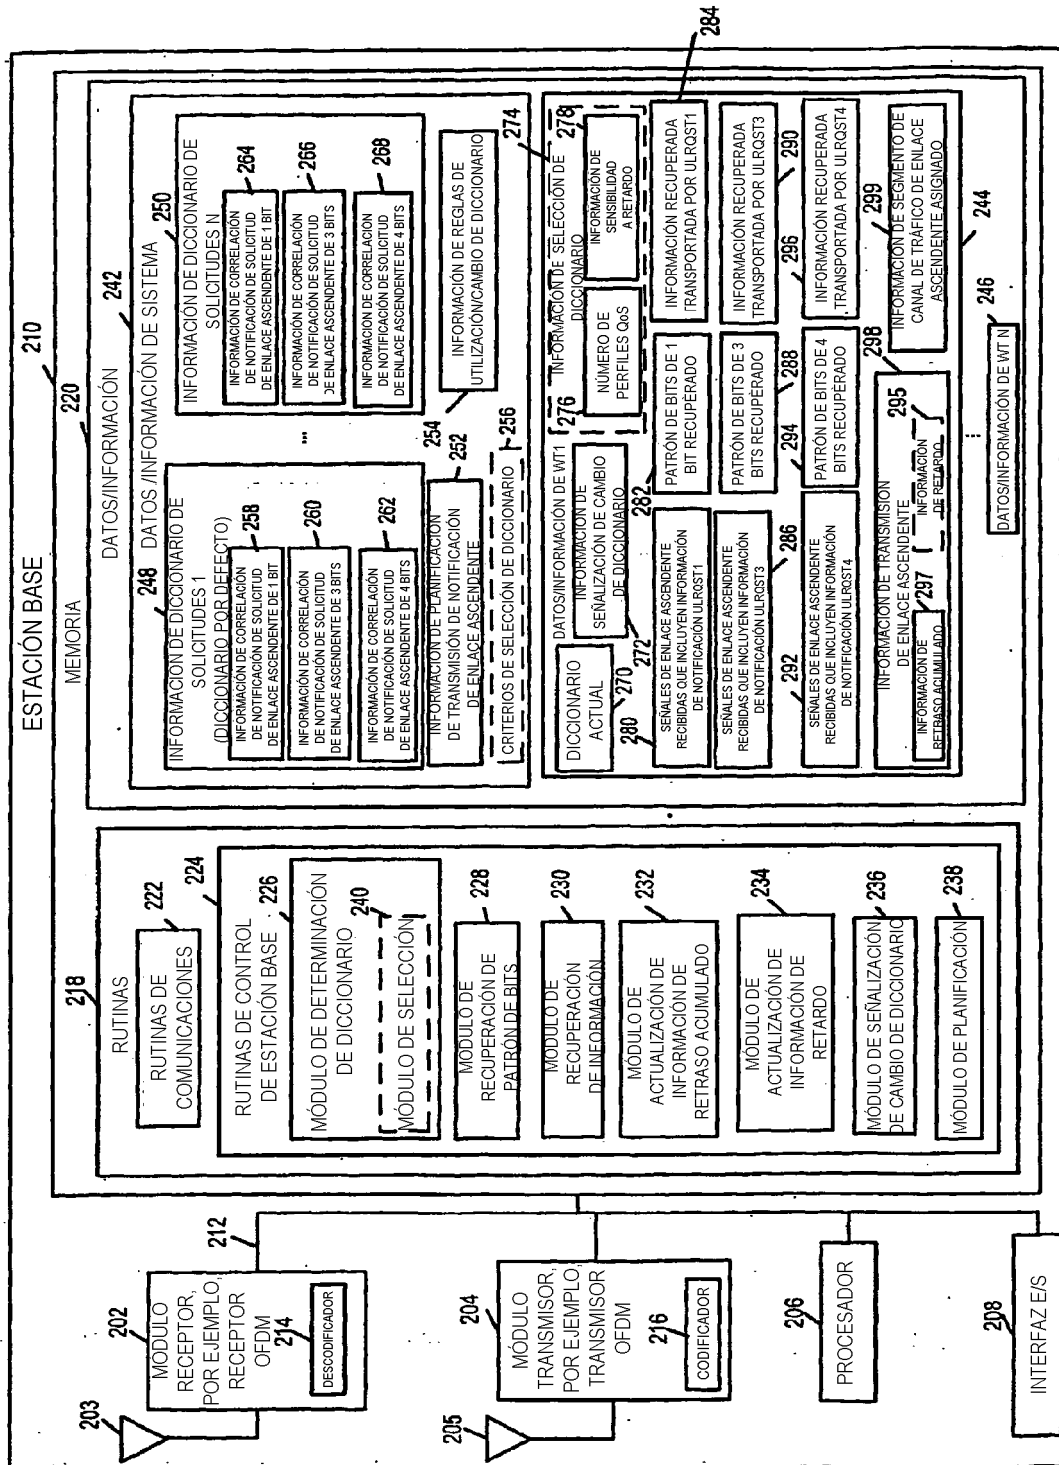 ESTACIÓN BASE
210
203
202
MODULO
RECEPTOR,
POR EJEMPLO,
RECEPTOR
OFDM
214
DESCODIFICADOR
212
205
204
MÓDULO
TRANSMISOR,
POR EJEMPLO,
TRANSMISOR
OFDM
216
CODIFICADOR
206
PROCESADOR
208
INTERFAZ E/S
MEMORIA
220
218
RUTINAS
222
RUTINAS DE
COMUNICACIONES
224
RUTINAS DE CONTROL
DE ESTACIÓN BASE
226
MÓDULO DE DETERMINACIÓN
DE DICCIONARIO
240
MÓDULO DE SELECCIÓN
228
MODULO DE
RECUPERACIÓN DE
PATRÓN DE BITS
230
MÓDULO DE
RECUPERACIÓN
DE INFORMACIÓN
232
MÓDULO DE
ACTUALIZACIÓN DE
INFORMACIÓN DE
RETRASO ACUMULADO
234
MÓDULO DE
ACTUALIZACIÓN DE
INFORMACIÓN DE
RETARDO
236
MÓDULO DE SEÑALIZACIÓN
DE CAMBIO DE DICCIONARIO
238
MÓDULO DE PLANIFICACIÓN
DATOS/INFORMACIÓN
242
DATOS /INFORMACIÓN DE SISTEMA
248
INFORMACIÓN DE DICCIONARIO DE
SOLICITUDES 1
(DICCIONARIO POR DEFECTO)
258
INFORMACIÓN DE CORRELACIÓN
DE NOTIFICACIÓN DE SOLICITUD
DE ENLACE ASCENDENTE DE 1 BIT
260
INFORMACIÓN DE CORRELACIÓN
DE NOTIFICACIÓN DE SOLICITUD
DE ENLACE ASCENDENTE DE 3 BITS
262
INFORMACIÓN DE CORRELACIÓN
DE NOTIFICACIÓN DE SOLICITUD
DE ENLACE ASCENDENTE DE 4 BITS
...
250
INFORMACIÓN DE DICCIONARIO DE
SOLICITUDES N
264
INFORMACIÓN DE CORRELACIÓN
DE NOTIFICACIÓN DE SOLICITUD
DE ENLACE ASCENDENTE DE 1 BIT
266
INFORMACIÓN DE CORRELACIÓN
DE NOTIFICACIÓN DE SOLICITUD
DE ENLACE ASCENDENTE DE 3 BITS
268
INFORMACIÓN DE CORRELACIÓN
DE NOTIFICACIÓN DE SOLICITUD
DE ENLACE ASCENDENTE DE 4 BITS
252
INFORMACIÓN DE PLANIFICACIÓN
DE TRANSMISIÓN DE NOTIFICACIÓN
DE ENLACE ASCENDENTE
254
INFORMACIÓN DE REGLAS DE
UTILIZACIÓN/CAMBIO DE DICCIONARIO
256
CRITERIOS DE SELECCIÓN DE DICCIONARIO
244
DATOS/INFORMACIÓN DE WT1
270
DICCIONARIO
ACTUAL
272
INFORMACIÓN DE
SEÑALIZACIÓN DE CAMBIO
DE DICCIONARIO
274
INFORMACIÓN DE SELECCIÓN DE
DICCIONARIO
276
NÚMERO DE
PERFILES QoS
278
INFORMACIÓN DE
SENSIBILIDAD
A RETARDO
280
SEÑALES DE ENLACE ASCENDENTE
RECIBIDAS QUE INCLUYEN INFORMACIÓN
DE NOTIFICACIÓN ULRQST1
282
PATRÓN DE BITS DE 1
BIT RECUPERADO
284
INFORMACIÓN RECUPERADA
TRANSPORTADA POR ULRQST1
286
SEÑALES DE ENLACE ASCENDENTE
RECIBIDAS QUE INCLUYEN INFORMACIÓN
DE NOTIFICACIÓN ULRQST3
288
PATRÓN DE BITS DE 3
BITS RECUPERADO
290
INFORMACIÓN RECUPERADA
TRANSPORTADA POR ULRQST3
292
SEÑALES DE ENLACE ASCENDENTE
RECIBIDAS QUE INCLUYEN INFORMACIÓN
DE NOTIFICACIÓN ULRQST4
294
PATRÓN DE BITS DE 4
BITS RECUPERADO
296
INFORMACIÓN RECUPERADA
TRANSPORTADA POR ULRQST4
298
INFORMACIÓN DE TRANSMISIÓN
DE ENLACE ASCENDENTE
297
INFORMACIÓN DE
RETRASO ACUMULADO
295
INFORMACION
DE RETARDO
299
INFORMACIÓN DE SEGMENTO DE
CANAL DE TRÁFICO DE ENLACE
ASCENDENTE ASIGNADO
...
246
DATOS/INFORMACIÓN DE WT N